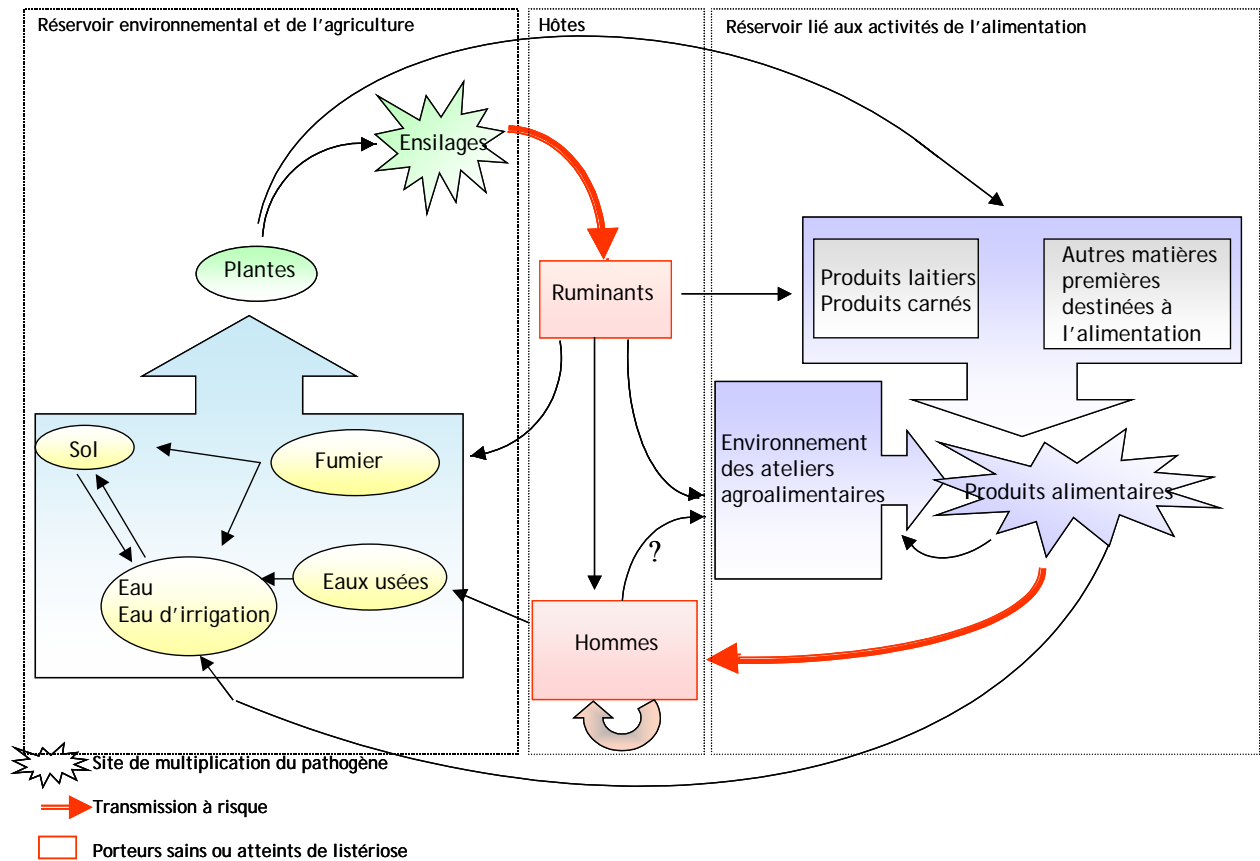 Réservoir environnemental et de l'agriculture
Hôtes
Réservoir lié aux activités de l'alimentation
Ensilages
Plantes
Ruminants
Produits laitiers
Produits carnés
Autres matières
premières
destinées à
l'alimentation
Sol
Fumier
Environnement
des ateliers
agroalimentaires
Produits alimentaires
?
Eau
Eau d'irrigation
Eaux usées
Hommes
Site de multiplication du pathogène
Transmission à risque
Porteurs sains ou atteints de listériose